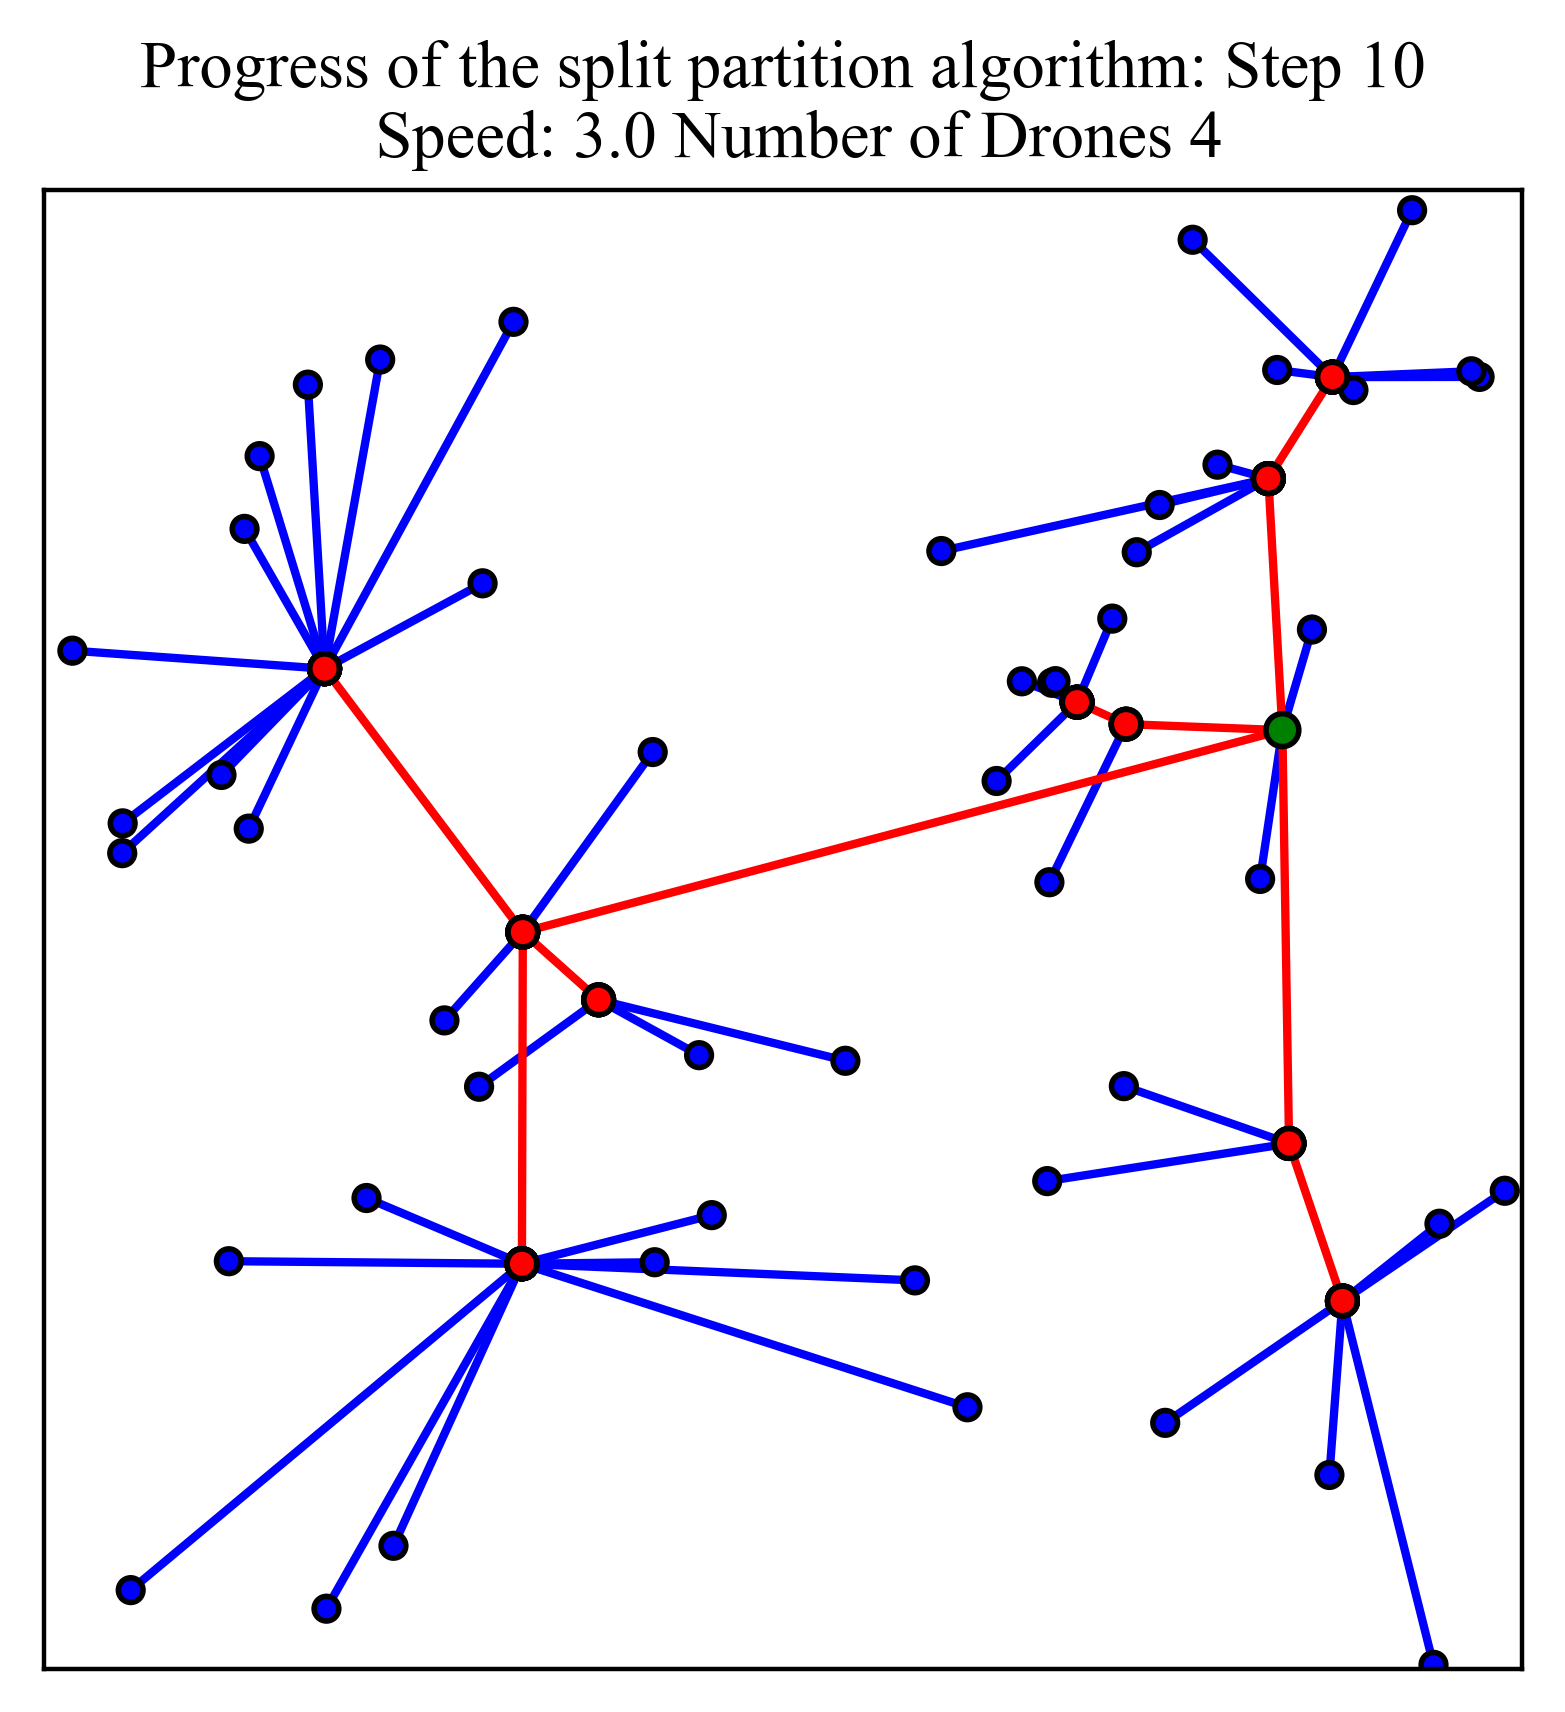 Progress of the split partition algorithm: Step 10
Speed: 3.0 Number of Drones 4